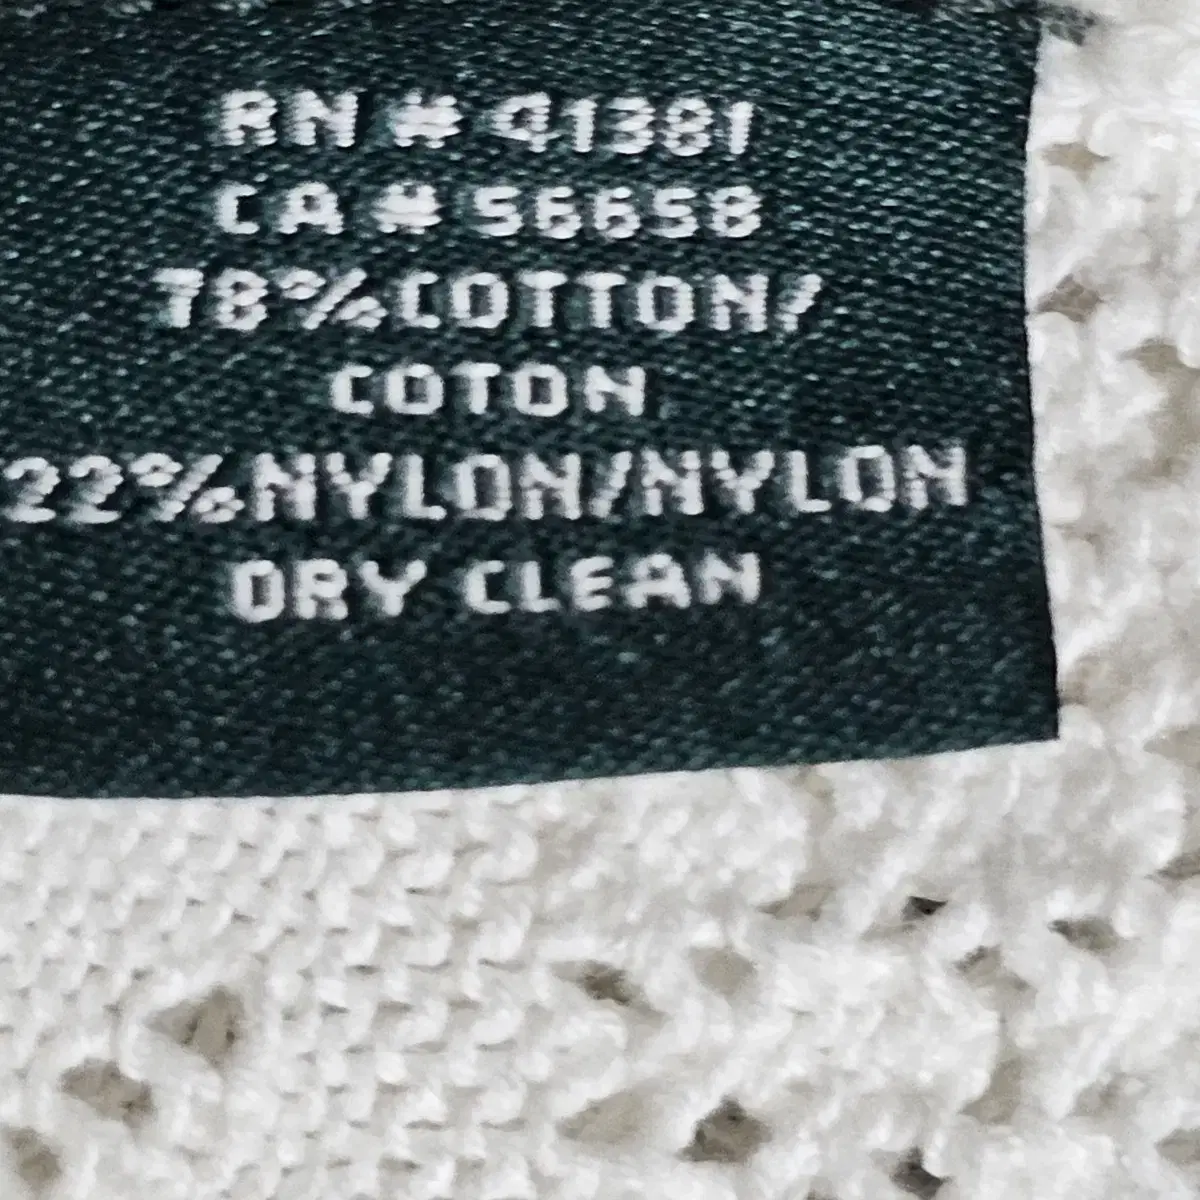 RN # 41381
CA # 56658
78%COTTON/
COTON
22%NYLON/NYLON
DRY CLEAN